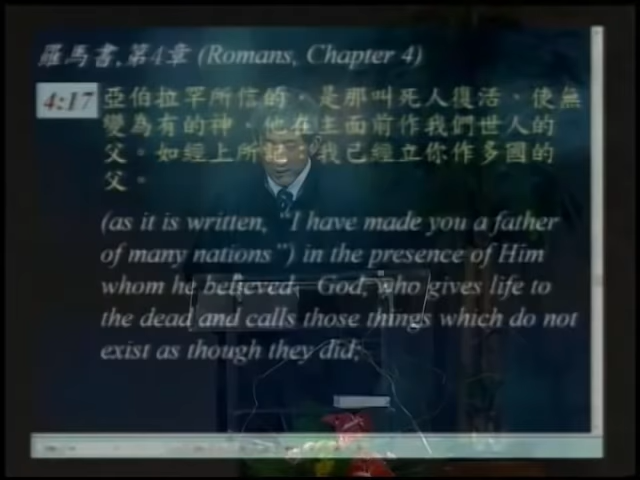 羅馬書,第4章 (Romans, Chapter 4)
4:17 亞伯拉罕所信的、是那叫死人復活、使無
變為有的神、他在主面前作我們世人的
父。如經上所記：我已經立你作多國的
父。
(as it is written, "I have made you a father
of many nations") in the presence of Him
whom he believed. God, who gives life to
the dead and calls those things which do not
exist as though they did;